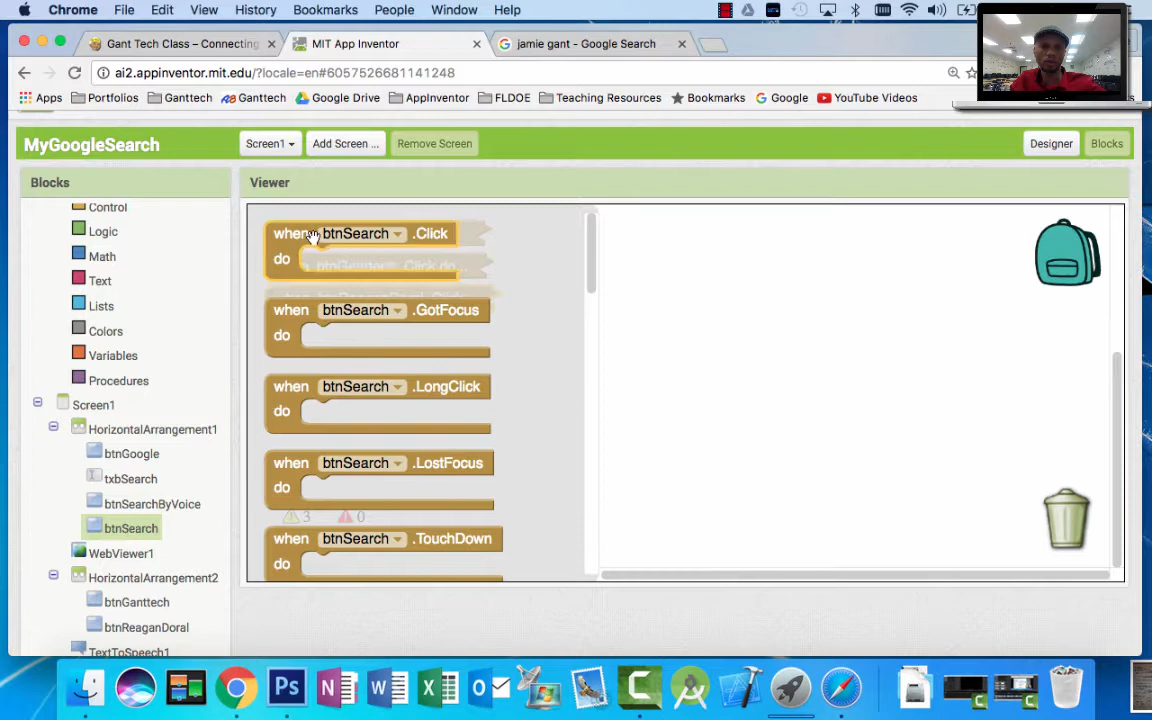 Chrome File Edit View History Bookmarks People Window Help
Gant Tech Class – Connecting
MIT App Inventor
jamie gant - Google Search
ai2.appinventor.mit.edu/?locale=en#6057526681141248
Apps Portfolios Ganttech Ganttech Google Drive AppInventor FLDOE Teaching Resources Bookmarks Google YouTube Videos
MyGoogleSearch Screen1 Add Screen ... Remove Screen Designer Blocks
Blocks
Viewer
Control
Logic
Math
Text
Lists
Colors
Variables
Procedures
Screen1
HorizontalArrangement1
btnGoogle
txbSearch
btnSearchByVoice
btnSearch
WebViewer1
HorizontalArrangement2
btnGanttech
btnReaganDoral
TextToSpeech1
when btnSearch .Click
do
when btnSearch .GotFocus
do
when btnSearch .LongClick
do
when btnSearch .LostFocus
do
3 0
when btnSearch .TouchDown
do